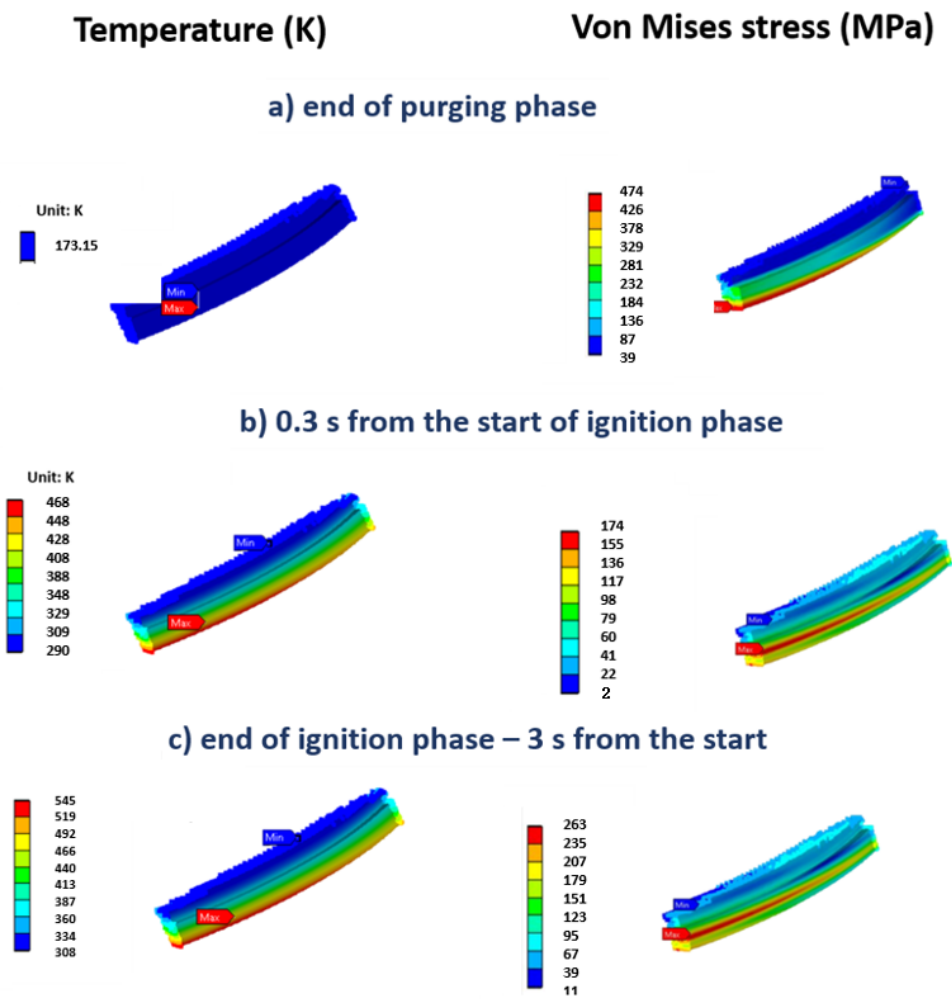 Temperature (K)
Von Mises stress (MPa)
a) end of purging phase
Unit: K
173.15
Min
Max
474
426
378
329
281
232
184
136
87
39
Min
b) 0.3 s from the start of ignition phase
Unit: K
468
448
428
408
388
348
329
309
290
Min
Max
174
155
136
117
98
79
60
41
22
2
Min
Max
c) end of ignition phase – 3 s from the start
545
519
492
466
440
413
387
360
334
308
Min
Max
263
235
207
179
151
123
95
67
39
11
Min
Max